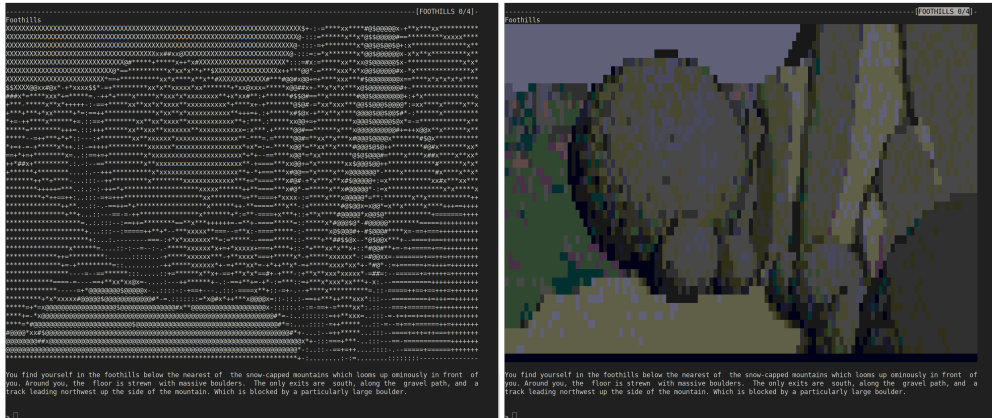 [FOOTHILLS 0/4]
Foothills
You find yourself in the foothills below the nearest of the snow-capped mountains which looms up ominously in front of
you. Around you, the floor is strewn with massive boulders. The only exits are south, along the gravel path, and a
track leading northwest up the side of the mountain. Which is blocked by a particularly large boulder.
>
[FOOTHILLS 0/4]
Foothills
You find yourself in the foothills below the nearest of the snow-capped mountains which looms up ominously in front of
you. Around you, the floor is strewn with massive boulders. The only exits are south, along the gravel path, and a
track leading northwest up the side of the mountain. Which is blocked by a particularly large boulder.
>